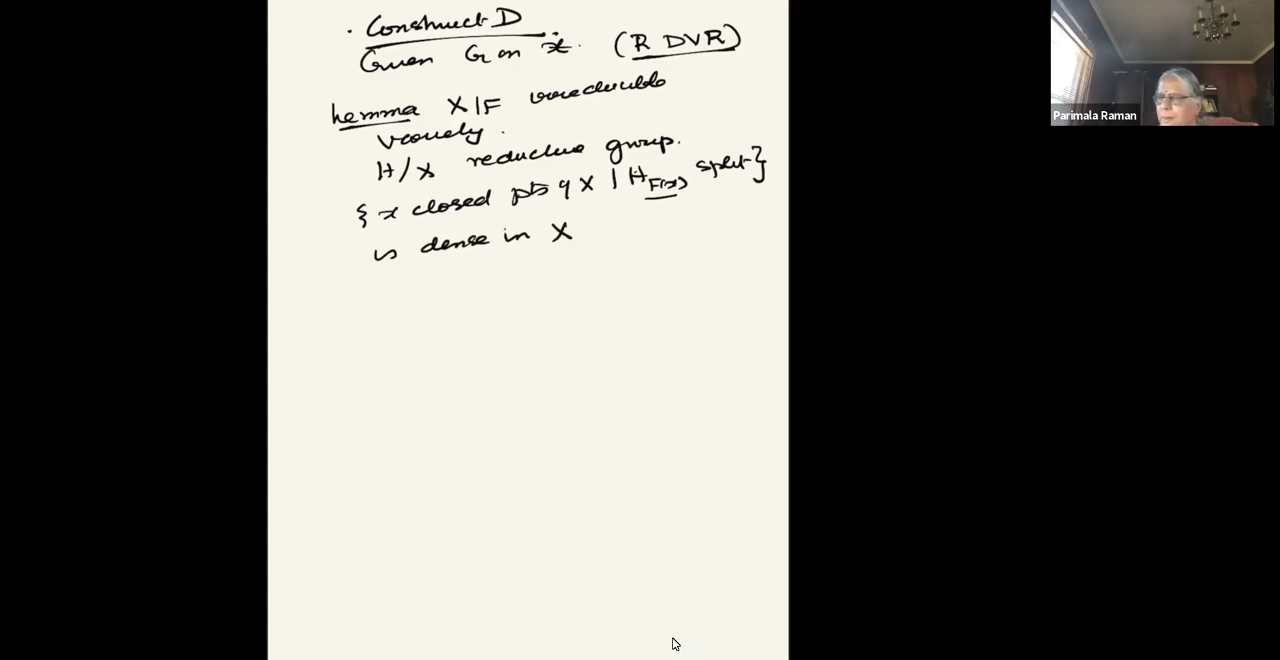 · Construct D
Given G on 𝒳. (R DVR)
Lemma X/F irreducible
variety.
H/X reductive group.
{ x closed pts of X | H_F(x) split }
is dense in X
Parimala Raman